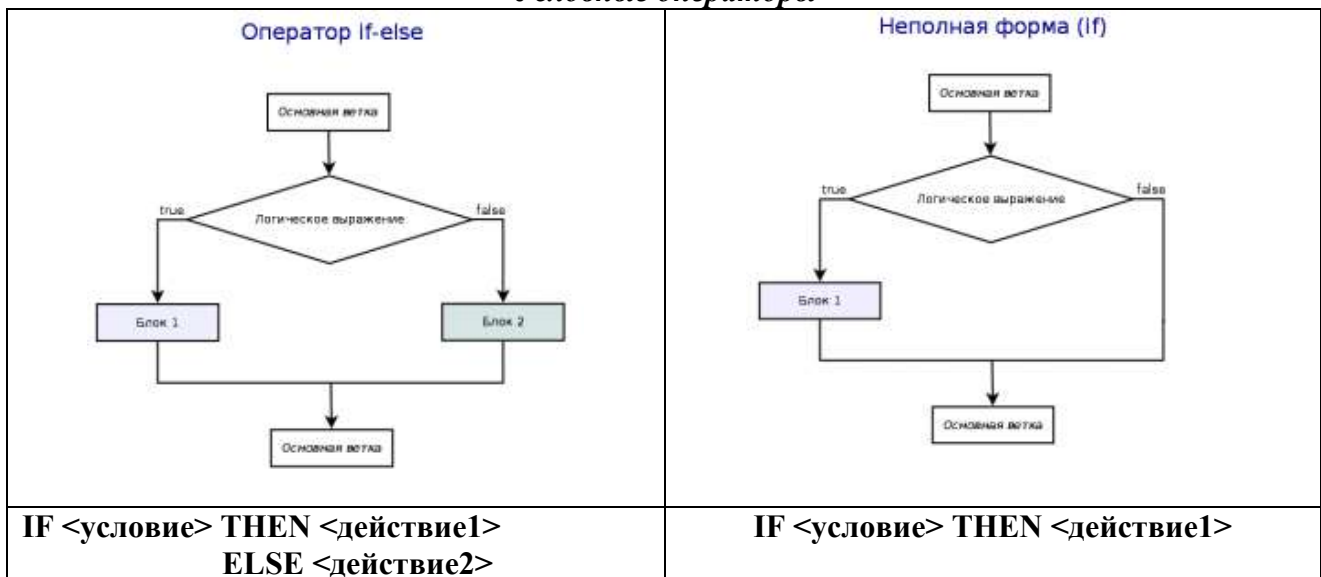 Оператор if-else
Основная ветка
true
Логическое выражение
false
Блок 1
Блок 2
Основная ветка
IF <условие> THEN <действие1>
ELSE <действие2>
Неполная форма (if)
Основная ветка
true
Логическое выражение
false
Блок 1
Основная ветка
IF <условие> THEN <действие1>